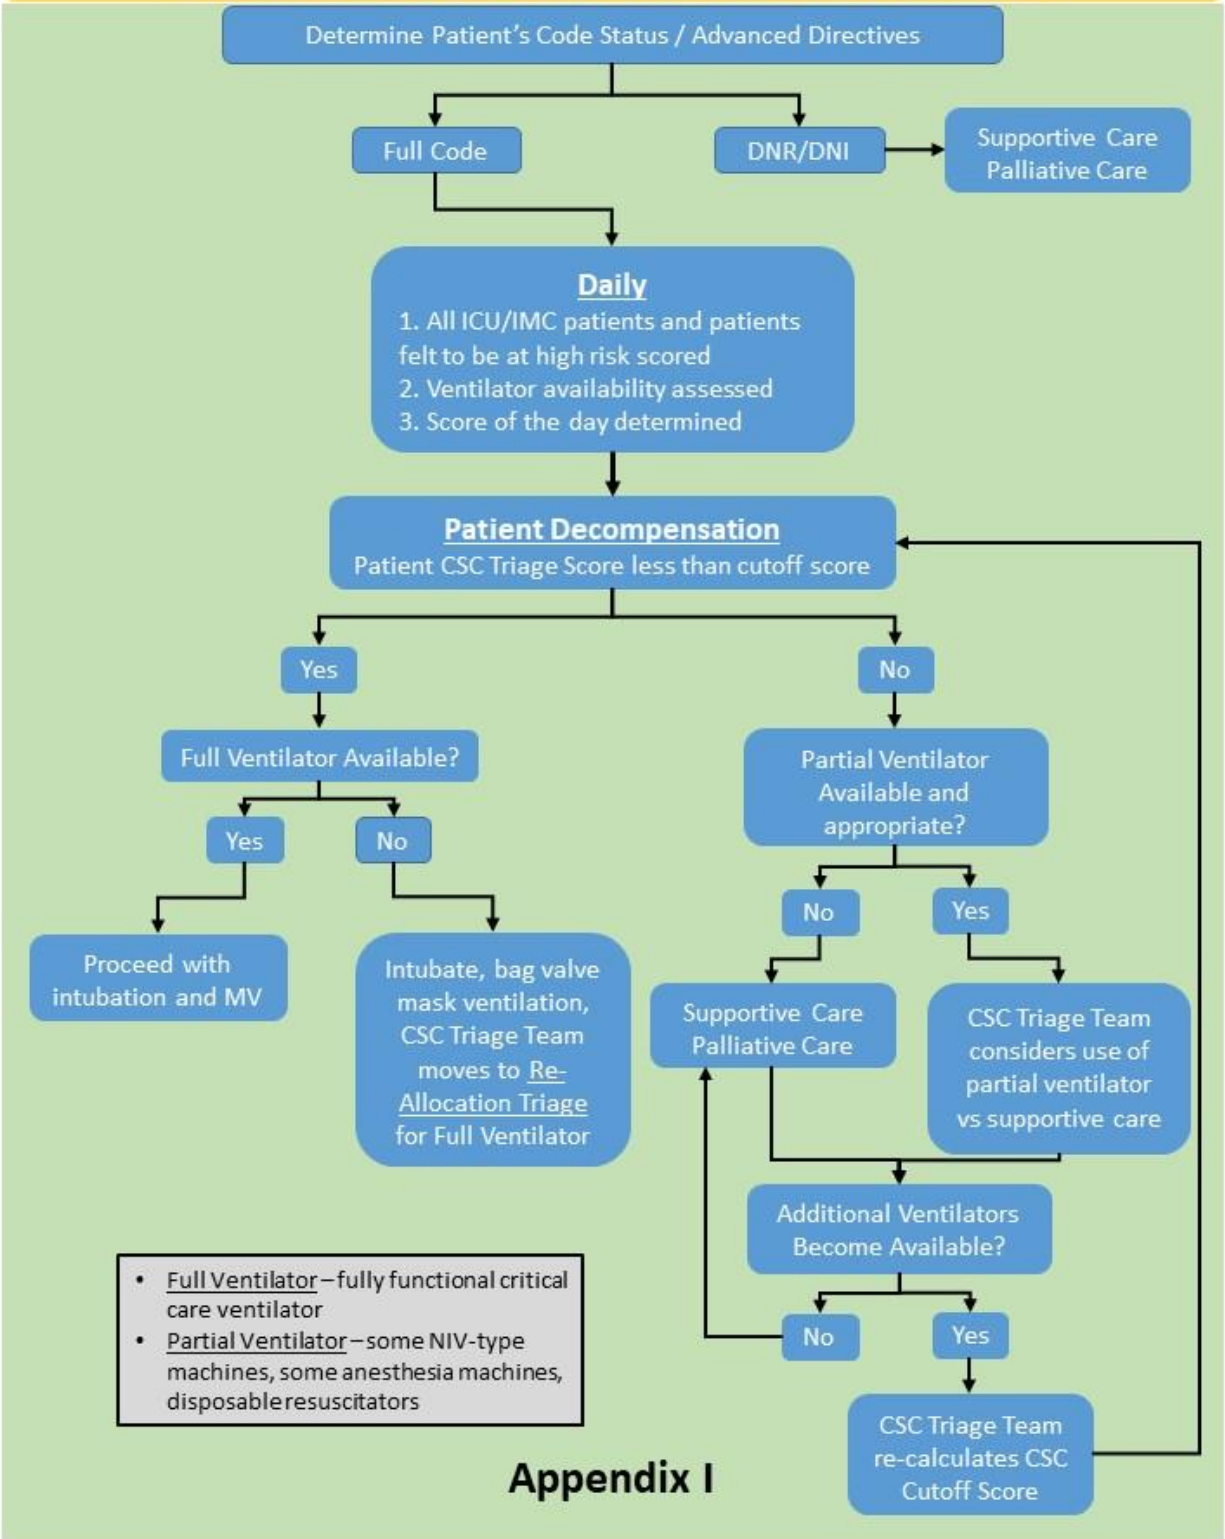 Determine Patient's Code Status / Advanced Directives
Full Code
DNR/DNI
Supportive Care
Palliative Care
Daily
1. All ICU/IMC patients and patients
felt to be at high risk scored
2. Ventilator availability assessed
3. Score of the day determined
Patient Decompensation
Patient CSC Triage Score less than cutoff score
Yes
No
Full Ventilator Available?
Partial Ventilator
Available and
appropriate?
Yes
No
No
Yes
Proceed with
intubation and MV
Intubate, bag valve
mask ventilation,
CSC Triage Team
moves to Re-
Allocation Triage
for Full Ventilator
Supportive Care
Palliative Care
CSC Triage Team
considers use of
partial ventilator
vs supportive care
Additional Ventilators
Become Available?
No
Yes
CSC Triage Team
re-calculates CSC
Cutoff Score
• Full Ventilator – fully functional critical
care ventilator
• Partial Ventilator – some NIV-type
machines, some anesthesia machines,
disposable resuscitators
Appendix I